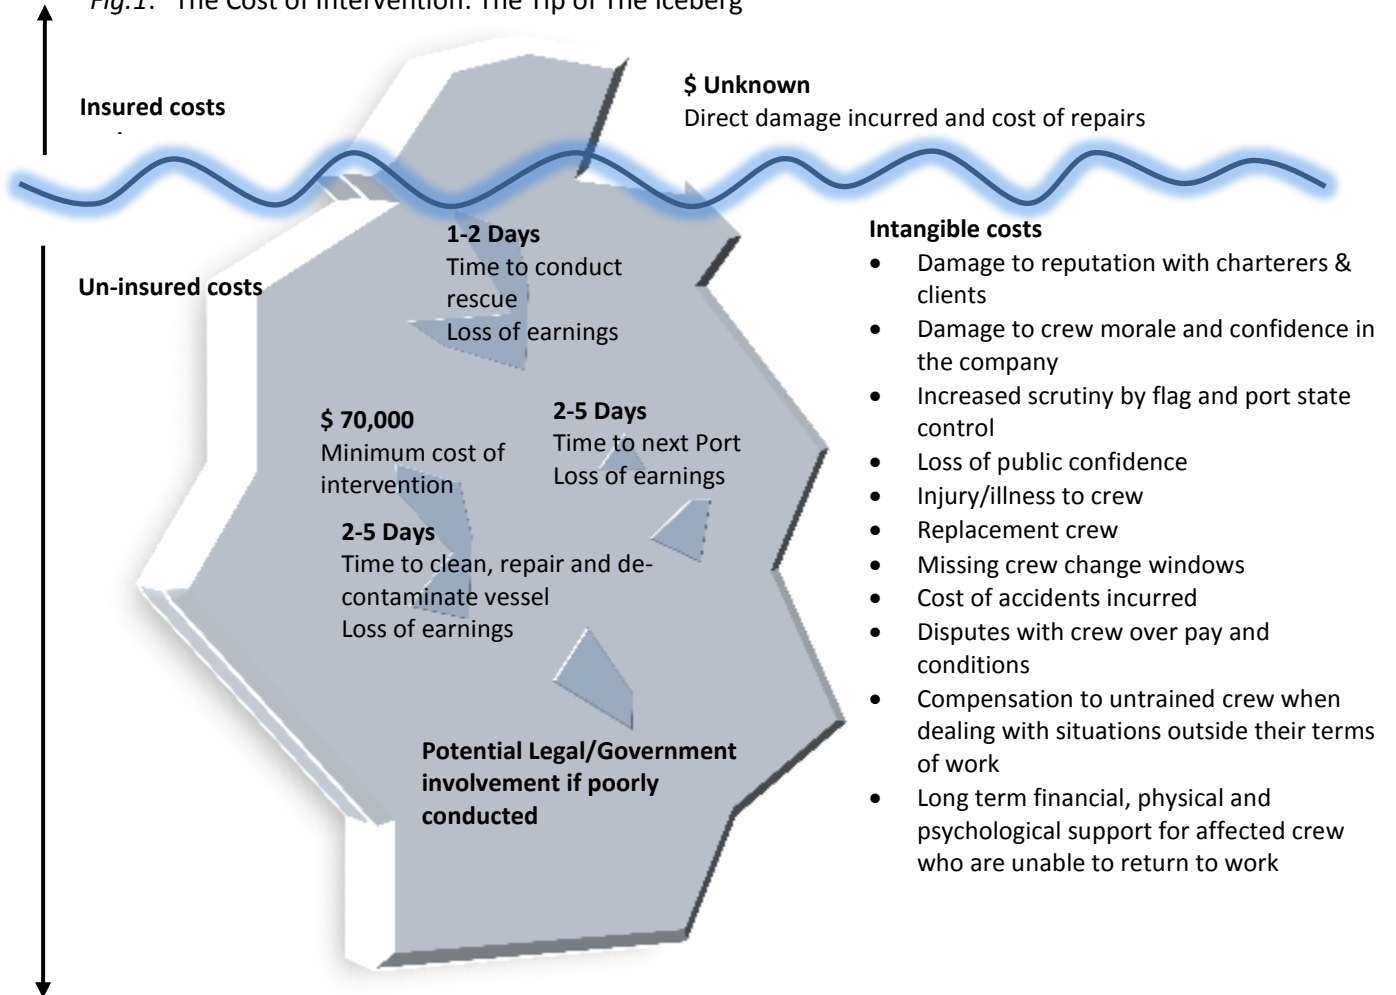 Fig.1. The Cost of Intervention: The Tip of The Iceberg
Insured costs
$ Unknown
Direct damage incurred and cost of repairs
Un-insured costs
1-2 Days
Time to conduct
rescue
Loss of earnings
$ 70,000
Minimum cost of
intervention
2-5 Days
Time to next Port
Loss of earnings
2-5 Days
Time to clean, repair and de-
contaminate vessel
Loss of earnings
Potential Legal/Government
involvement if poorly
conducted
Intangible costs
• Damage to reputation with charterers &
clients
• Damage to crew morale and confidence in
the company
• Increased scrutiny by flag and port state
control
• Loss of public confidence
• Injury/illness to crew
• Replacement crew
• Missing crew change windows
• Cost of accidents incurred
• Disputes with crew over pay and
conditions
• Compensation to untrained crew when
dealing with situations outside their terms
of work
• Long term financial, physical and
psychological support for affected crew
who are unable to return to work